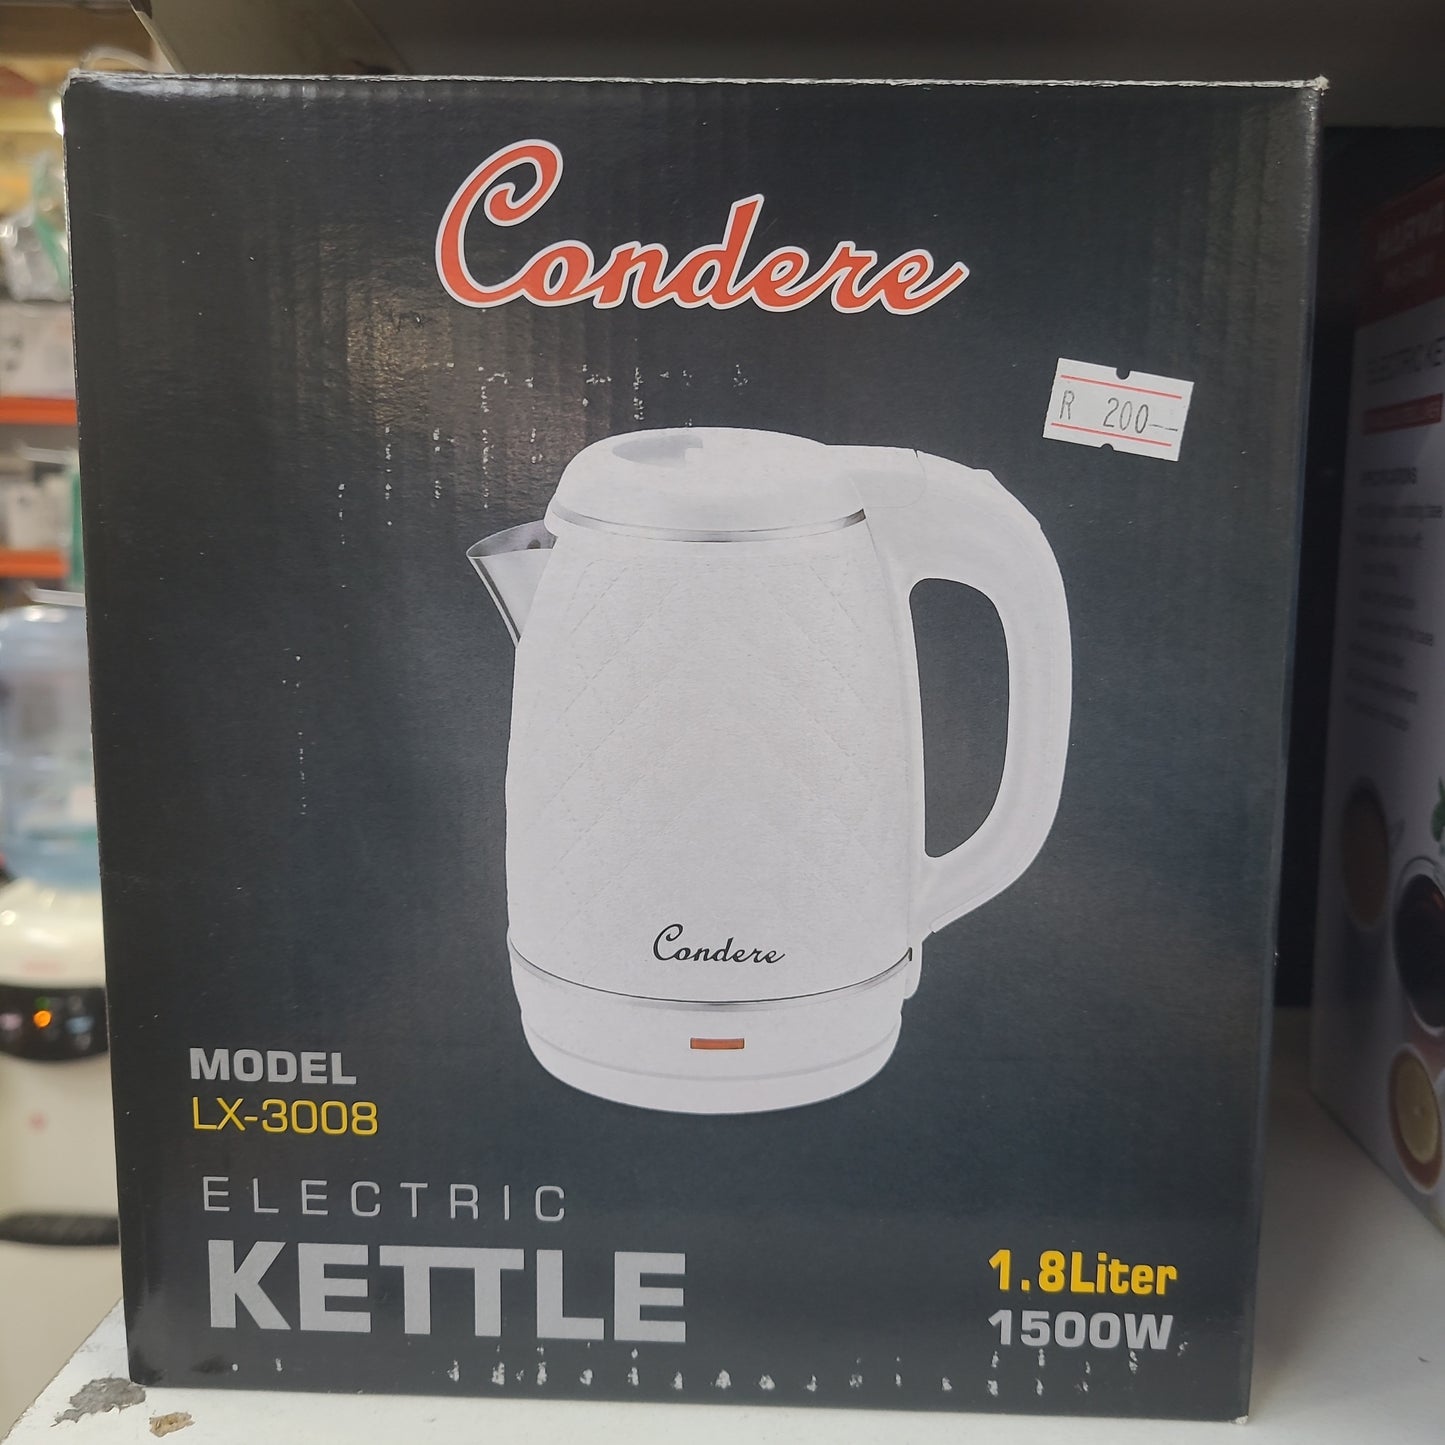 Condere
R 200—
Condere
MODEL
LX-3008
ELECTRIC
KETTLE
1.8Liter
1500W